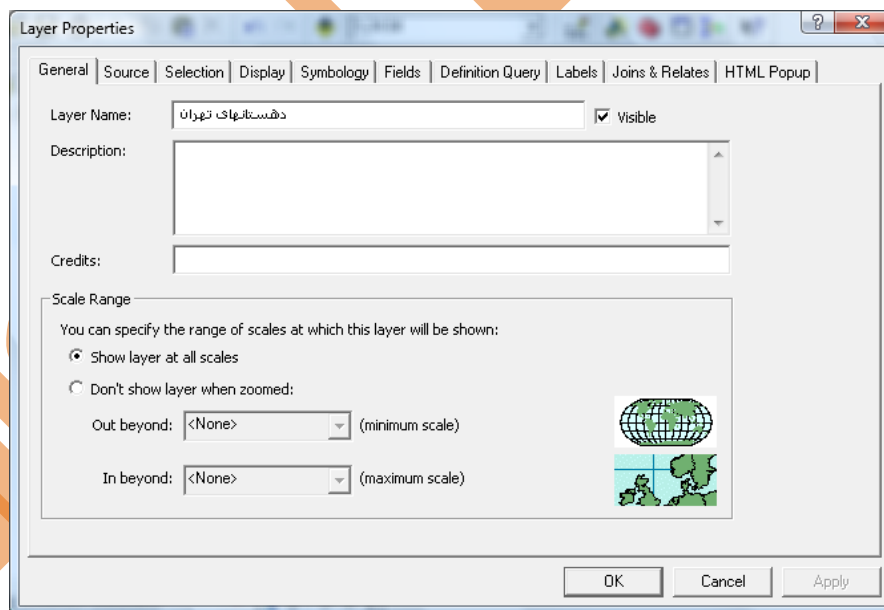 Layer Properties
General Source Selection Display Symbology Fields Definition Query Labels Joins & Relates HTML Popup
Layer Name: دهستانهای تهران Visible
Description:
Credits:
Scale Range
You can specify the range of scales at which this layer will be shown:
Show layer at all scales
Don't show layer when zoomed:
Out beyond: <None> (minimum scale)
In beyond: <None> (maximum scale)
OK Cancel Apply